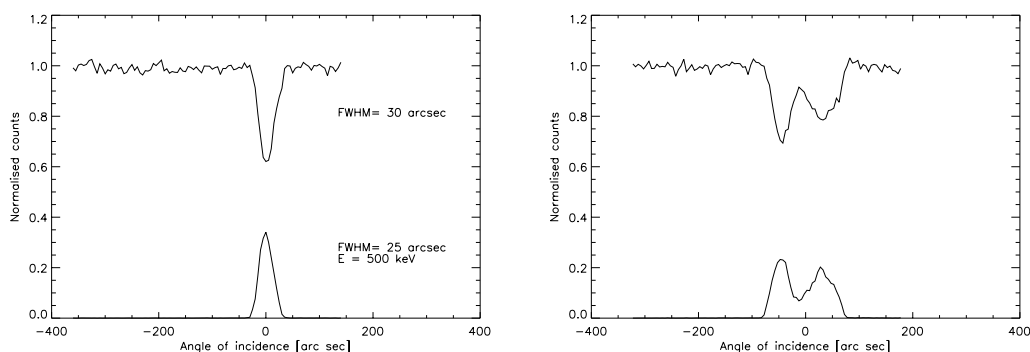 1.2
1.0
0.8
0.6
0.4
0.2
0.0
Normalised counts
FWHM= 30 arcsec
FWHM= 25 arcsec
E = 500 keV
-400 -200 0 200 400
Angle of incidence [arc sec]
1.2
1.0
0.8
0.6
0.4
0.2
0.0
Normalised counts
-400 -200 0 200 400
Angle of incidence [arc sec]